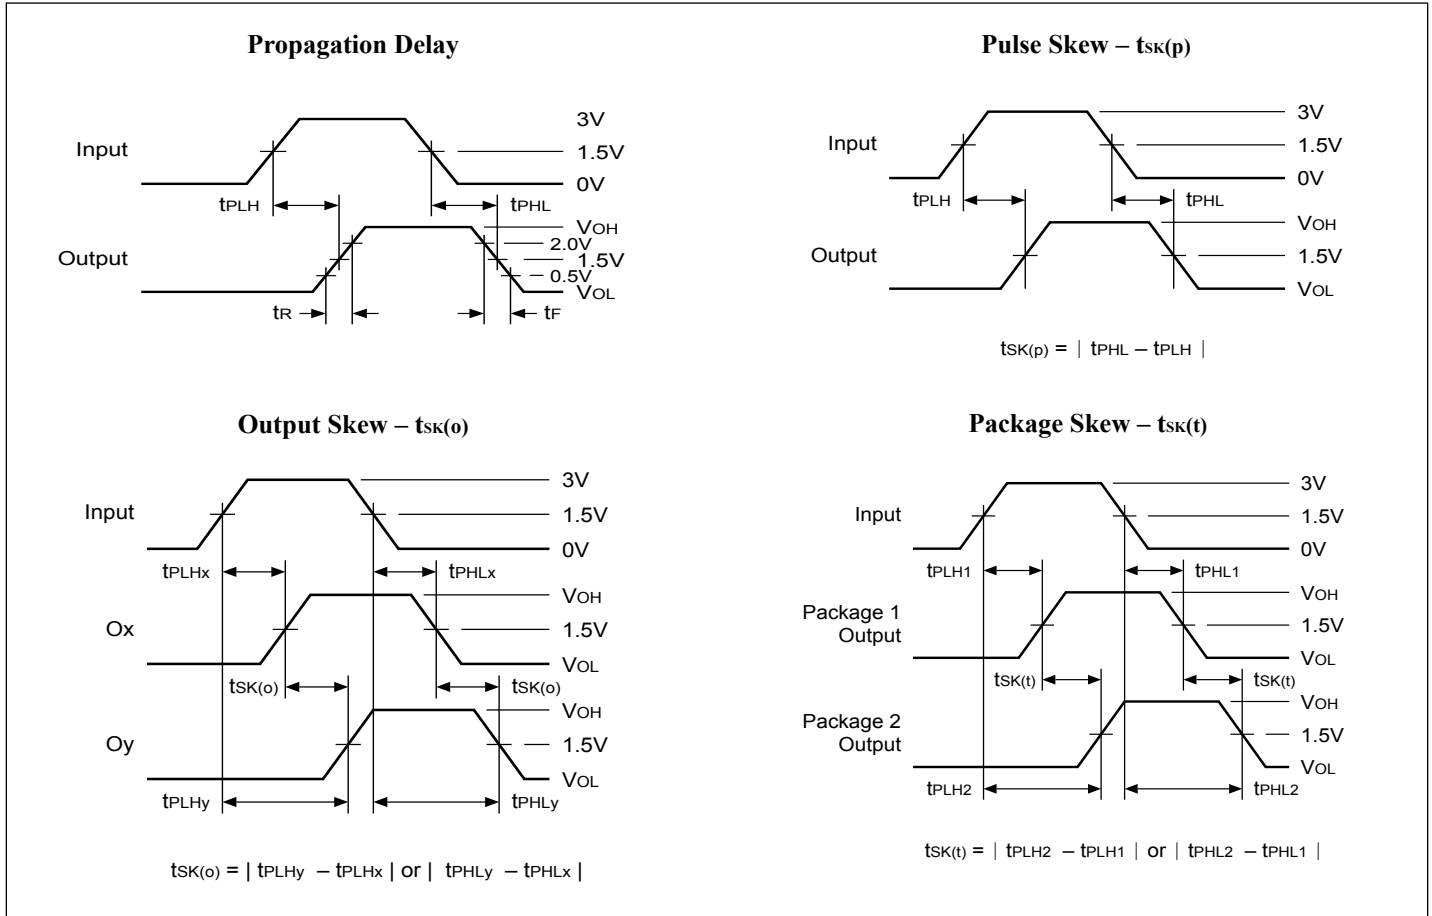 Propagation Delay
Input
3V
1.5V
0V
tPLH
tPHL
Output
VOH
2.0V
1.5V
0.5V
VOL
tR
tF
Pulse Skew – tSK(p)
Input
3V
1.5V
0V
tPLH
tPHL
Output
VOH
1.5V
VOL
tSK(p) = | tPHL – tPLH |
Output Skew – tSK(o)
Input
3V
1.5V
0V
tPLHx
tPHLx
Ox
VOH
1.5V
VOL
tSK(o)
tSK(o)
Oy
VOH
1.5V
VOL
tPLHy
tPHLy
tSK(o) = | tPLHy – tPLHx | or | tPHLy – tPHLx |
Package Skew – tSK(t)
Input
3V
1.5V
0V
tPLH1
tPHL1
Package 1
Output
VOH
1.5V
VOL
tSK(t)
tSK(t)
Package 2
Output
VOH
1.5V
VOL
tPLH2
tPHL2
tSK(t) = | tPLH2 – tPLH1 | or | tPHL2 – tPHL1 |